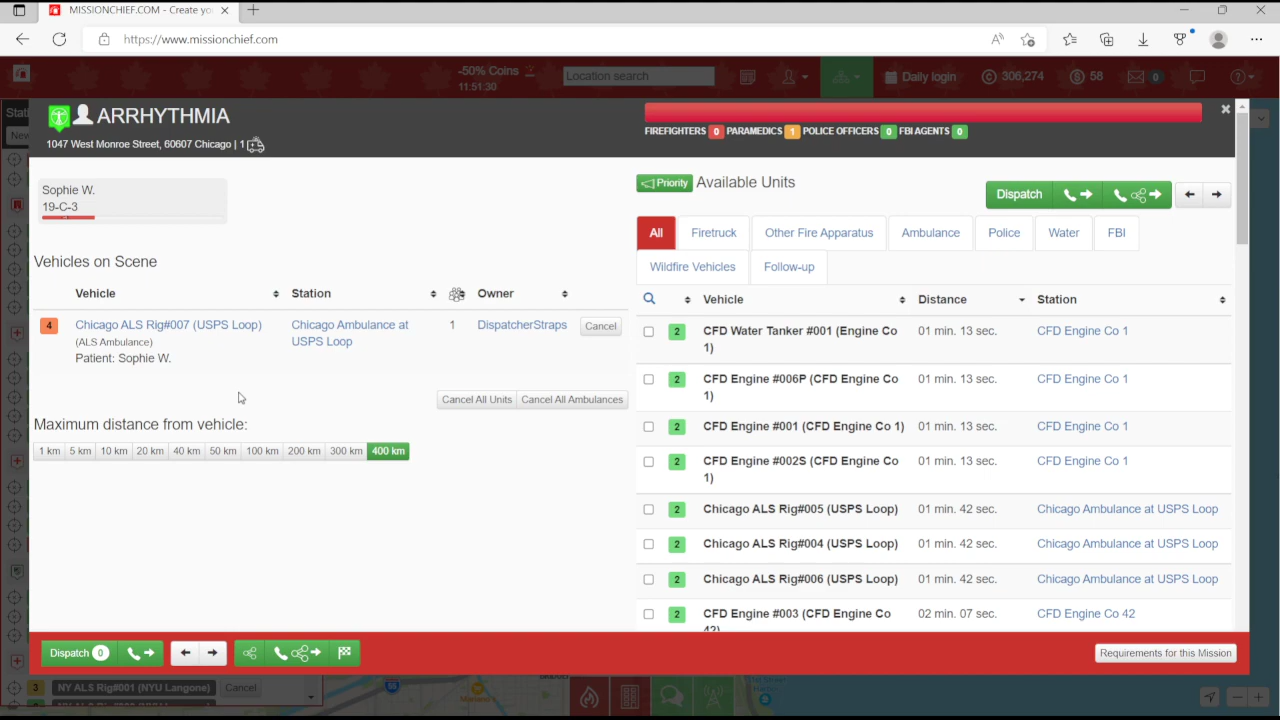 MISSIONCHIEF.COM - Create yo
https://www.missionchief.com
-50% Coins
11:51:30
Location search
Daily login
306,274
58
0
ARRHYTHMIA
1047 West Monroe Street, 60607 Chicago | 1
FIREFIGHTERS 0 PARAMEDICS 1 POLICE OFFICERS 0 FBI AGENTS 0
Stati
New
Sophie W.
19-C-3
Vehicles on Scene
Vehicle Station Owner
4 Chicago ALS Rig#007 (USPS Loop) Chicago Ambulance at 1 DispatcherStraps Cancel
(ALS Ambulance) USPS Loop
Patient: Sophie W.
Cancel All Units Cancel All Ambulances
Maximum distance from vehicle:
1 km 5 km 10 km 20 km 40 km 50 km 100 km 200 km 300 km 400 km
Priority Available Units
Dispatch
All Firetruck Other Fire Apparatus Ambulance Police Water FBI
Wildfire Vehicles Follow-up
Vehicle Distance Station
2 CFD Water Tanker #001 (Engine Co 01 min. 13 sec. CFD Engine Co 1
1)
2 CFD Engine #006P (CFD Engine Co 01 min. 13 sec. CFD Engine Co 1
1)
2 CFD Engine #001 (CFD Engine Co 1) 01 min. 13 sec. CFD Engine Co 1
2 CFD Engine #002S (CFD Engine Co 01 min. 13 sec. CFD Engine Co 1
1)
2 Chicago ALS Rig#005 (USPS Loop) 01 min. 42 sec. Chicago Ambulance at USPS Loop
2 Chicago ALS Rig#004 (USPS Loop) 01 min. 42 sec. Chicago Ambulance at USPS Loop
2 Chicago ALS Rig#006 (USPS Loop) 01 min. 42 sec. Chicago Ambulance at USPS Loop
2 CFD Engine #003 (CFD Engine Co 02 min. 07 sec. CFD Engine Co 42
42)
Dispatch 0
Requirements for this Mission
3 NY ALS Rig#001 (NYU Langone) Cancel